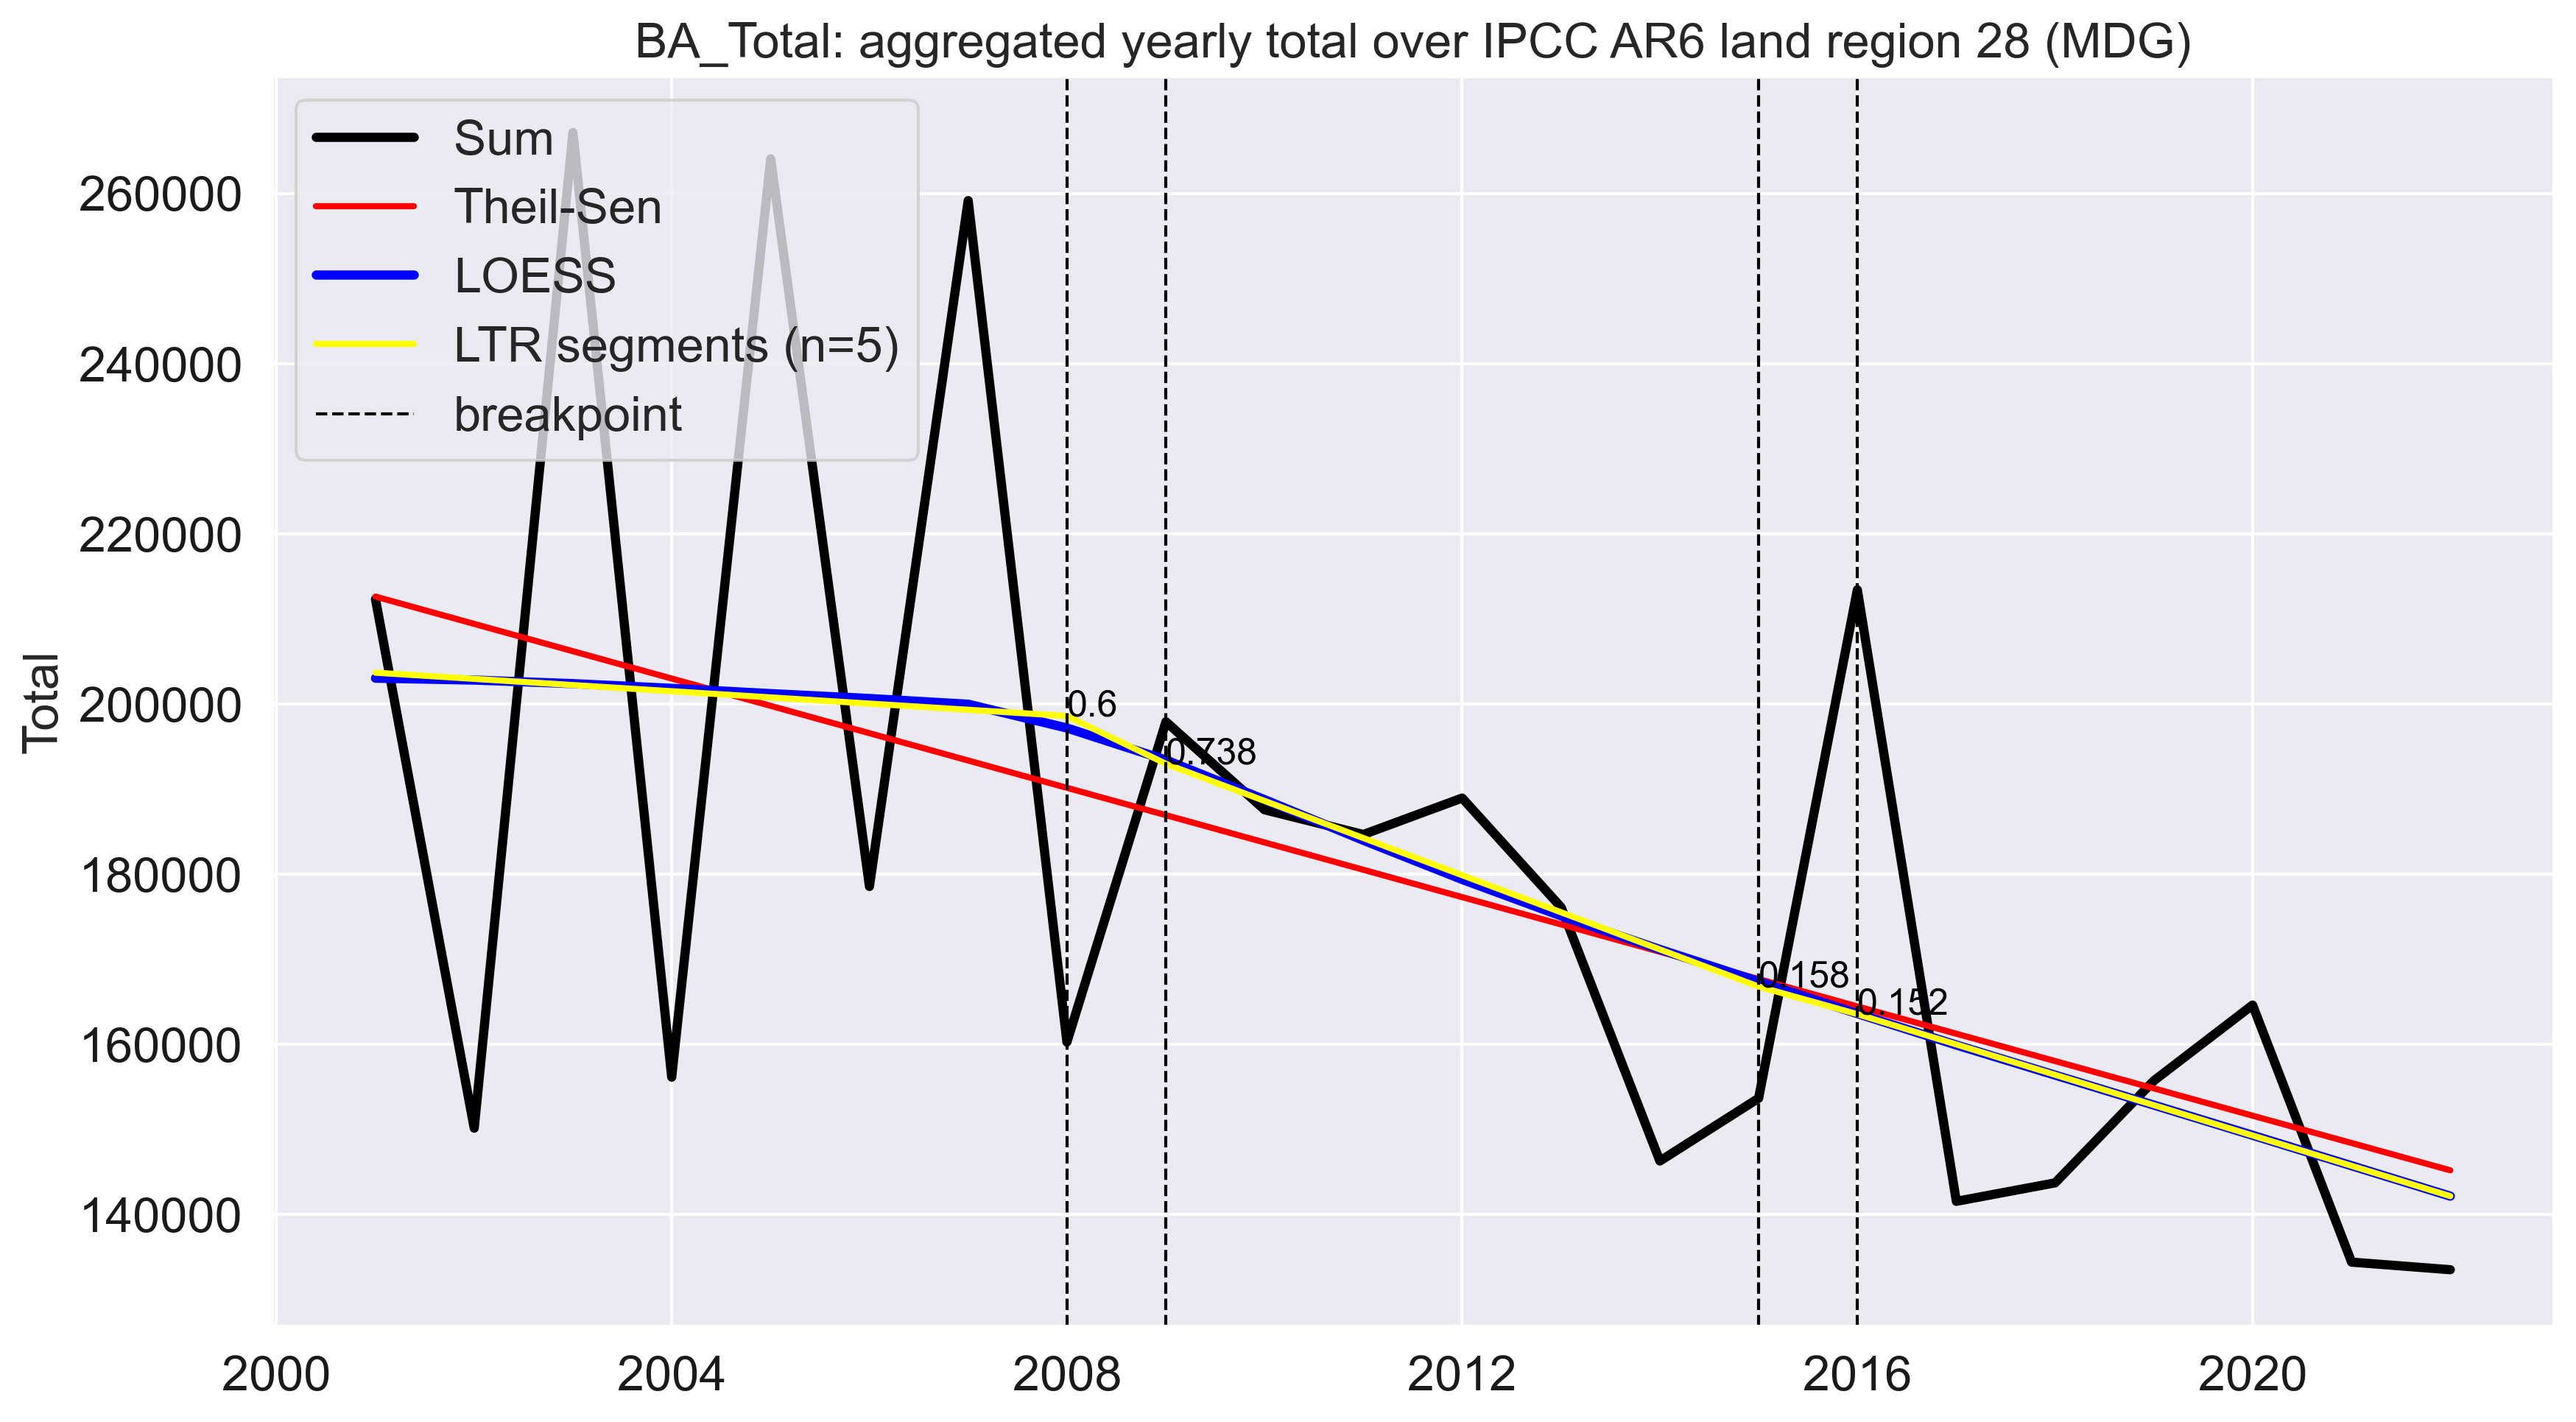 BA_Total: aggregated yearly total over IPCC AR6 land region 28 (MDG)
Sum
Theil-Sen
LOESS
LTR segments (n=5)
breakpoint
260000
240000
220000
200000
180000
160000
140000
Total
0.6
0.738
0.158
0.152
2000 2004 2008 2012 2016 2020